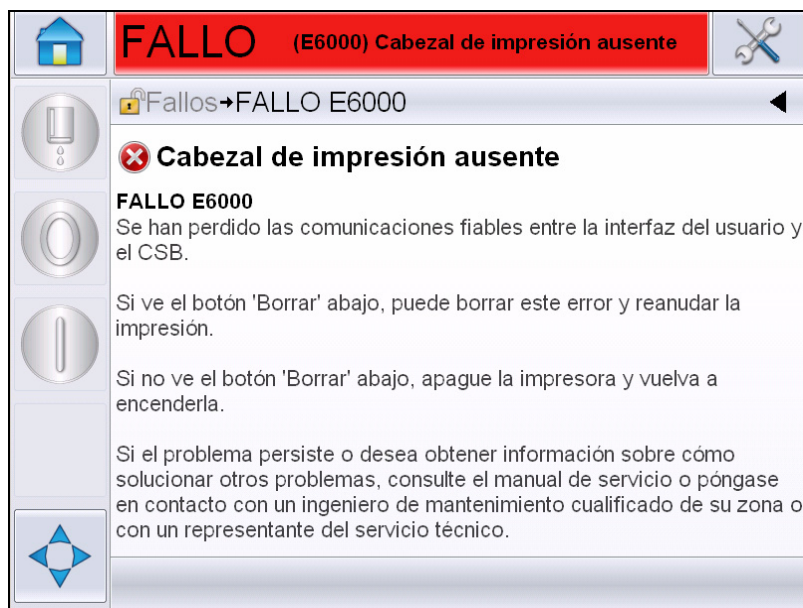 FALLO (E6000) Cabezal de impresión ausente
Fallos→FALLO E6000
Cabezal de impresión ausente
FALLO E6000
Se han perdido las comunicaciones fiables entre la interfaz del usuario y
el CSB.
Si ve el botón 'Borrar' abajo, puede borrar este error y reanudar la
impresión.
Si no ve el botón 'Borrar' abajo, apague la impresora y vuelva a
encenderla.
Si el problema persiste o desea obtener información sobre cómo
solucionar otros problemas, consulte el manual de servicio o póngase
en contacto con un ingeniero de mantenimiento cualificado de su zona o
con un representante del servicio técnico.